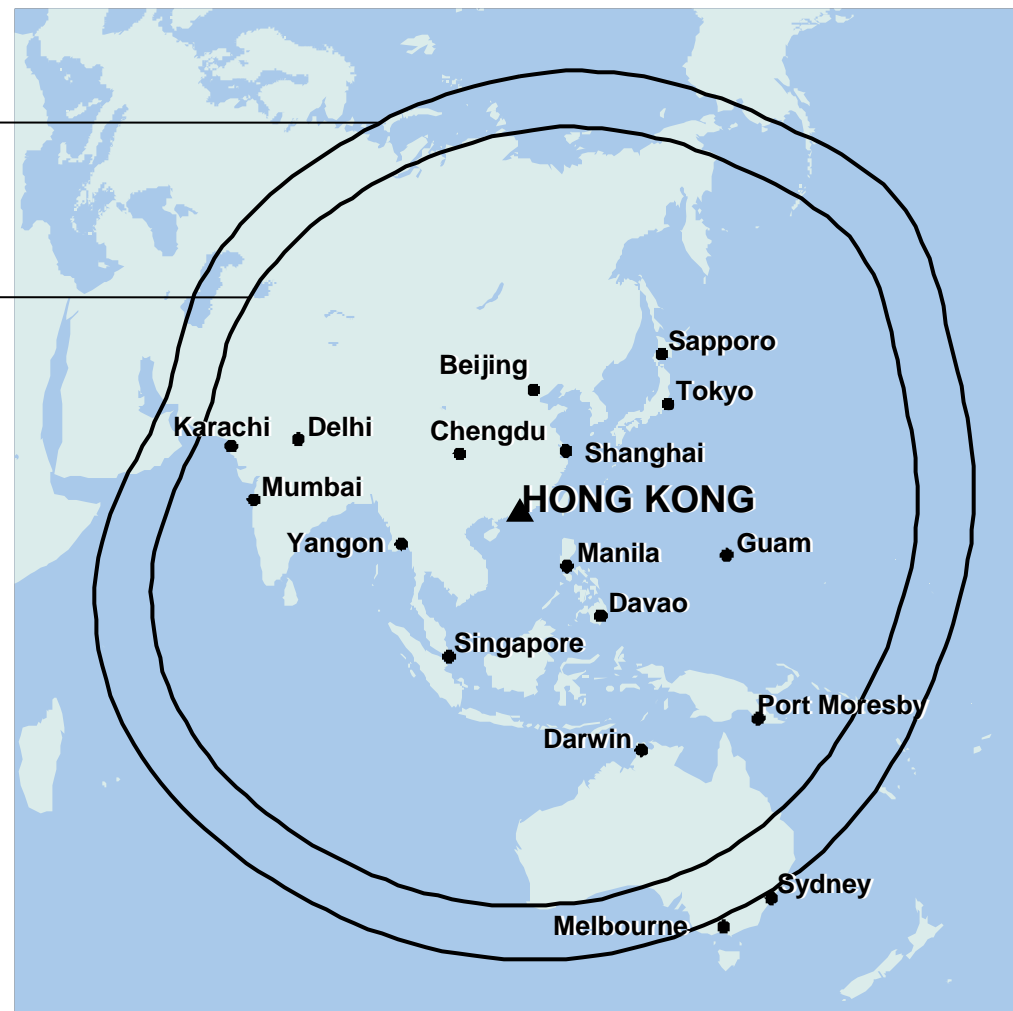 Sapporo
Beijing
Tokyo
Karachi
Delhi
Chengdu
Shanghai
Mumbai
HONG KONG
Yangon
Manila
Guam
Davao
Singapore
Port Moresby
Darwin
Sydney
Melbourne